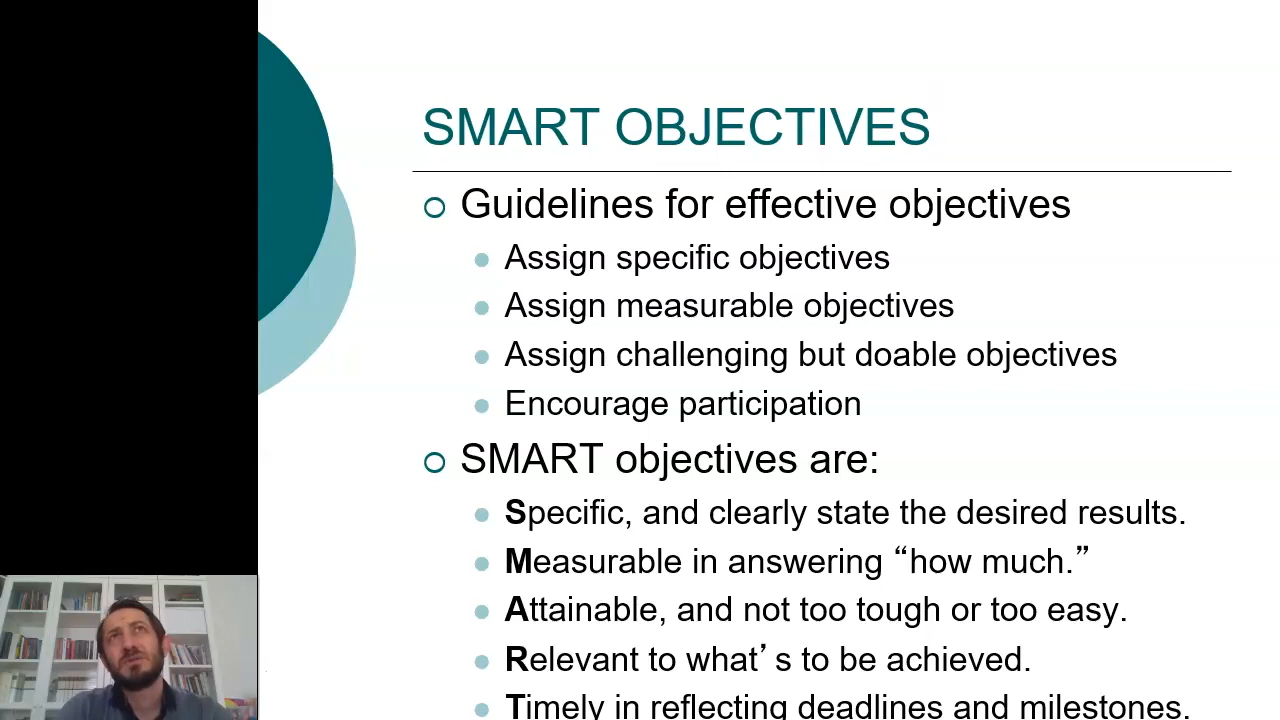 SMART OBJECTIVES
Guidelines for effective objectives
Assign specific objectives
Assign measurable objectives
Assign challenging but doable objectives
Encourage participation
SMART objectives are:
Specific, and clearly state the desired results.
Measurable in answering “how much.”
Attainable, and not too tough or too easy.
Relevant to what’s to be achieved.
Timely in reflecting deadlines and milestones.